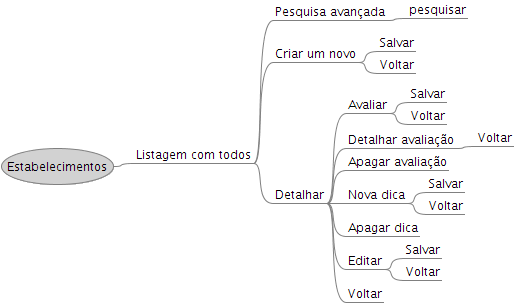 Estabelecimentos
Listagem com todos
Pesquisa avançada
pesquisar
Criar um novo
Salvar
Voltar
Detalhar
Avaliar
Salvar
Voltar
Detalhar avaliação
Voltar
Apagar avaliação
Nova dica
Salvar
Voltar
Apagar dica
Editar
Salvar
Voltar
Voltar